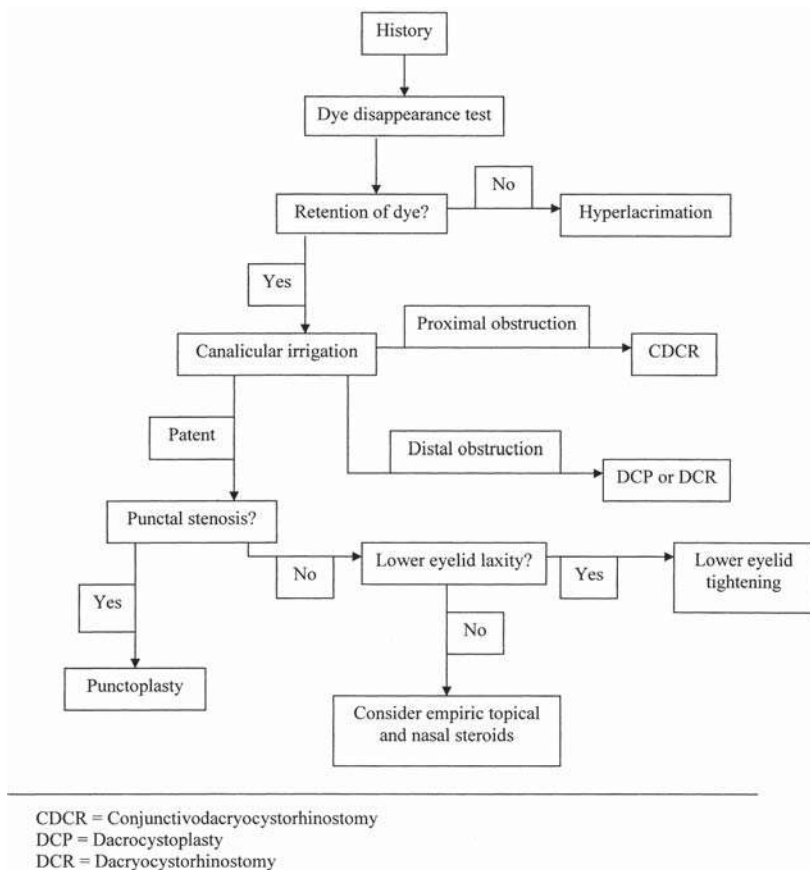 History
Dye disappearance test
No
Retention of dye?
Hyperlacrimation
Yes
Proximal obstruction
Canalicular irrigation
CDCR
Patent
Distal obstruction
DCP or DCR
Punctal stenosis?
No
Lower eyelid laxity?
Yes
Lower eyelid
tightening
Yes
No
Punctoplasty
Consider empiric topical
and nasal steroids
CDCR = Conjunctivodacryocystorhinostomy
DCP = Dacrocystoplasty
DCR = Dacryocystorhinostomy